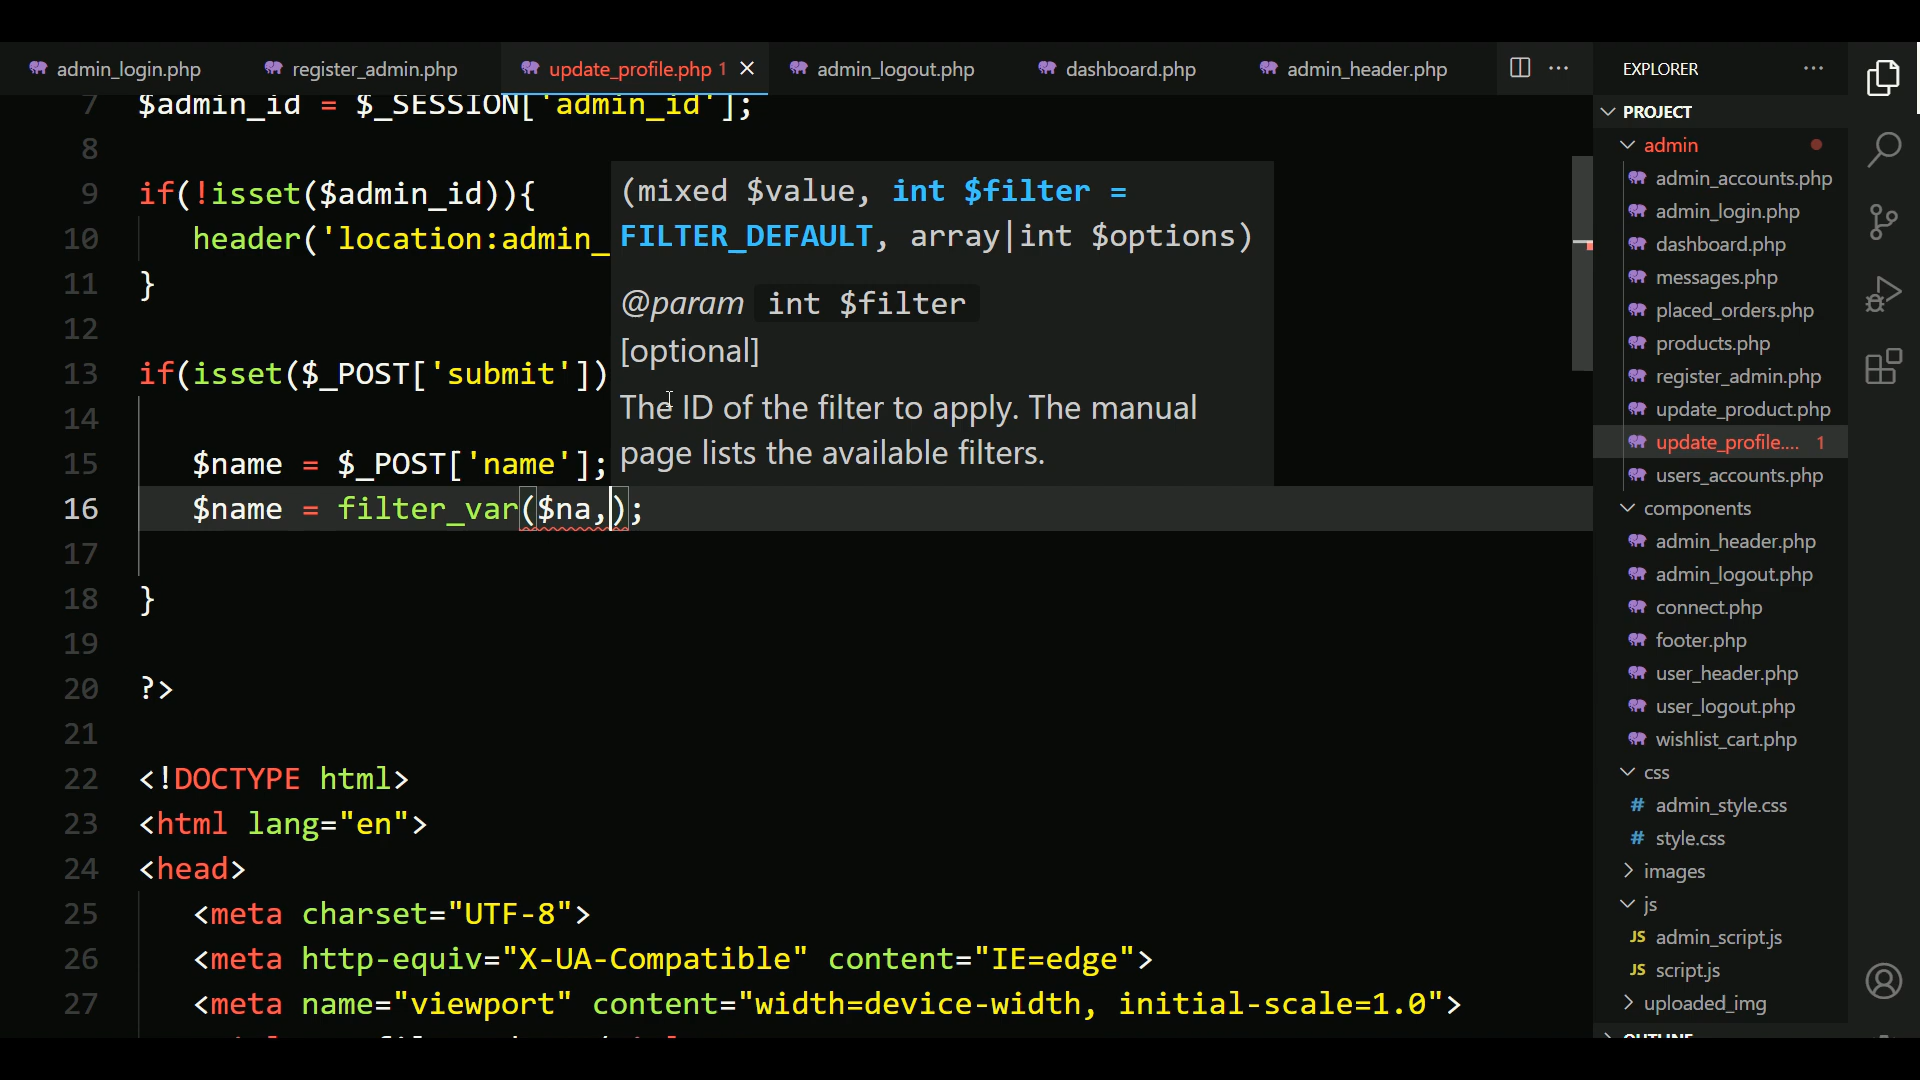 admin_login.php
register_admin.php
update_profile.php 1
admin_logout.php
dashboard.php
admin_header.php
7 $admin_id = $_SESSION['admin_id'];
8
9 if(!isset($admin_id)){
10 header('location:admin_
11 }
12
13 if(isset($_POST['submit'])
14
15 $name = $_POST['name'];
16 $name = filter_var($na,);
17
18 }
19
20 ?>
21
22 <!DOCTYPE html>
23 <html lang="en">
24 <head>
25 <meta charset="UTF-8">
26 <meta http-equiv="X-UA-Compatible" content="IE=edge">
27 <meta name="viewport" content="width=device-width, initial-scale=1.0">
(mixed $value, int $filter =
FILTER_DEFAULT, array|int $options)
@param int $filter
[optional]
The ID of the filter to apply. The manual
page lists the available filters.
EXPLORER
PROJECT
admin
admin_accounts.php
admin_login.php
dashboard.php
messages.php
placed_orders.php
products.php
register_admin.php
update_product.php
update_profile.... 1
users_accounts.php
components
admin_header.php
admin_logout.php
connect.php
footer.php
user_header.php
user_logout.php
wishlist_cart.php
css
# admin_style.css
# style.css
images
js
JS admin_script.js
JS script.js
uploaded_img
OUTLINE